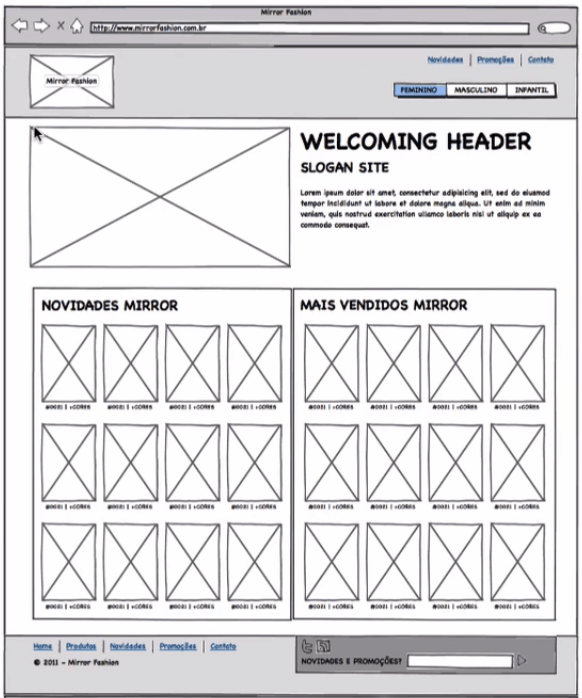 Mirror Fashion
http://www.mirrorfashion.com.br
Novidades | Promoções | Contato
Mirror Fashion
FEMININO MASCULINO INFANTIL
WELCOMING HEADER
SLOGAN SITE
Lorem ipsum dolor sit amet, consectetur adipisicing elit, sed do eiusmod
tempor incididunt ut labore et dolore magna aliqua. Ut enim ad minim
veniam, quis nostrud exercitation ullamco laboris nisi ut aliquip ex ea
commodo consequat.
NOVIDADES MIRROR
#0021 | +CORES #0021 | +CORES #0021 | +CORES #0021 | +CORES
#0021 | +CORES #0021 | +CORES #0021 | +CORES #0021 | +CORES
#0021 | +CORES #0021 | +CORES #0021 | +CORES #0021 | +CORES
MAIS VENDIDOS MIRROR
#0021 | +CORES #0021 | +CORES #0021 | +CORES #0021 | +CORES
#0021 | +CORES #0021 | +CORES #0021 | +CORES #0021 | +CORES
#0021 | +CORES #0021 | +CORES #0021 | +CORES #0021 | +CORES
Home | Produtos | Novidades | Promoções | Contato
© 2011 - Mirror Fashion
NOVIDADES E PROMOÇÕES?